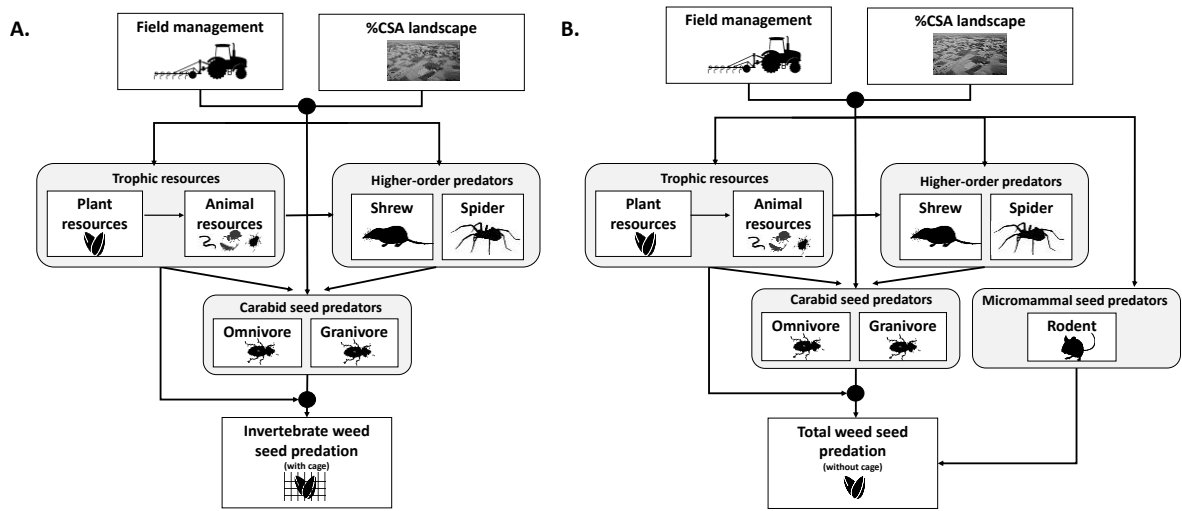 A.
Field management
%CSA landscape
Trophic resources
Plant
resources
Animal
resources
Higher-order predators
Shrew
Spider
Carabid seed predators
Omnivore
Granivore
Invertebrate weed
seed predation
(with cage)
B.
Field management
%CSA landscape
Trophic resources
Plant
resources
Animal
resources
Higher-order predators
Shrew
Spider
Carabid seed predators
Omnivore
Granivore
Micromammal seed predators
Rodent
Total weed seed
predation
(without cage)